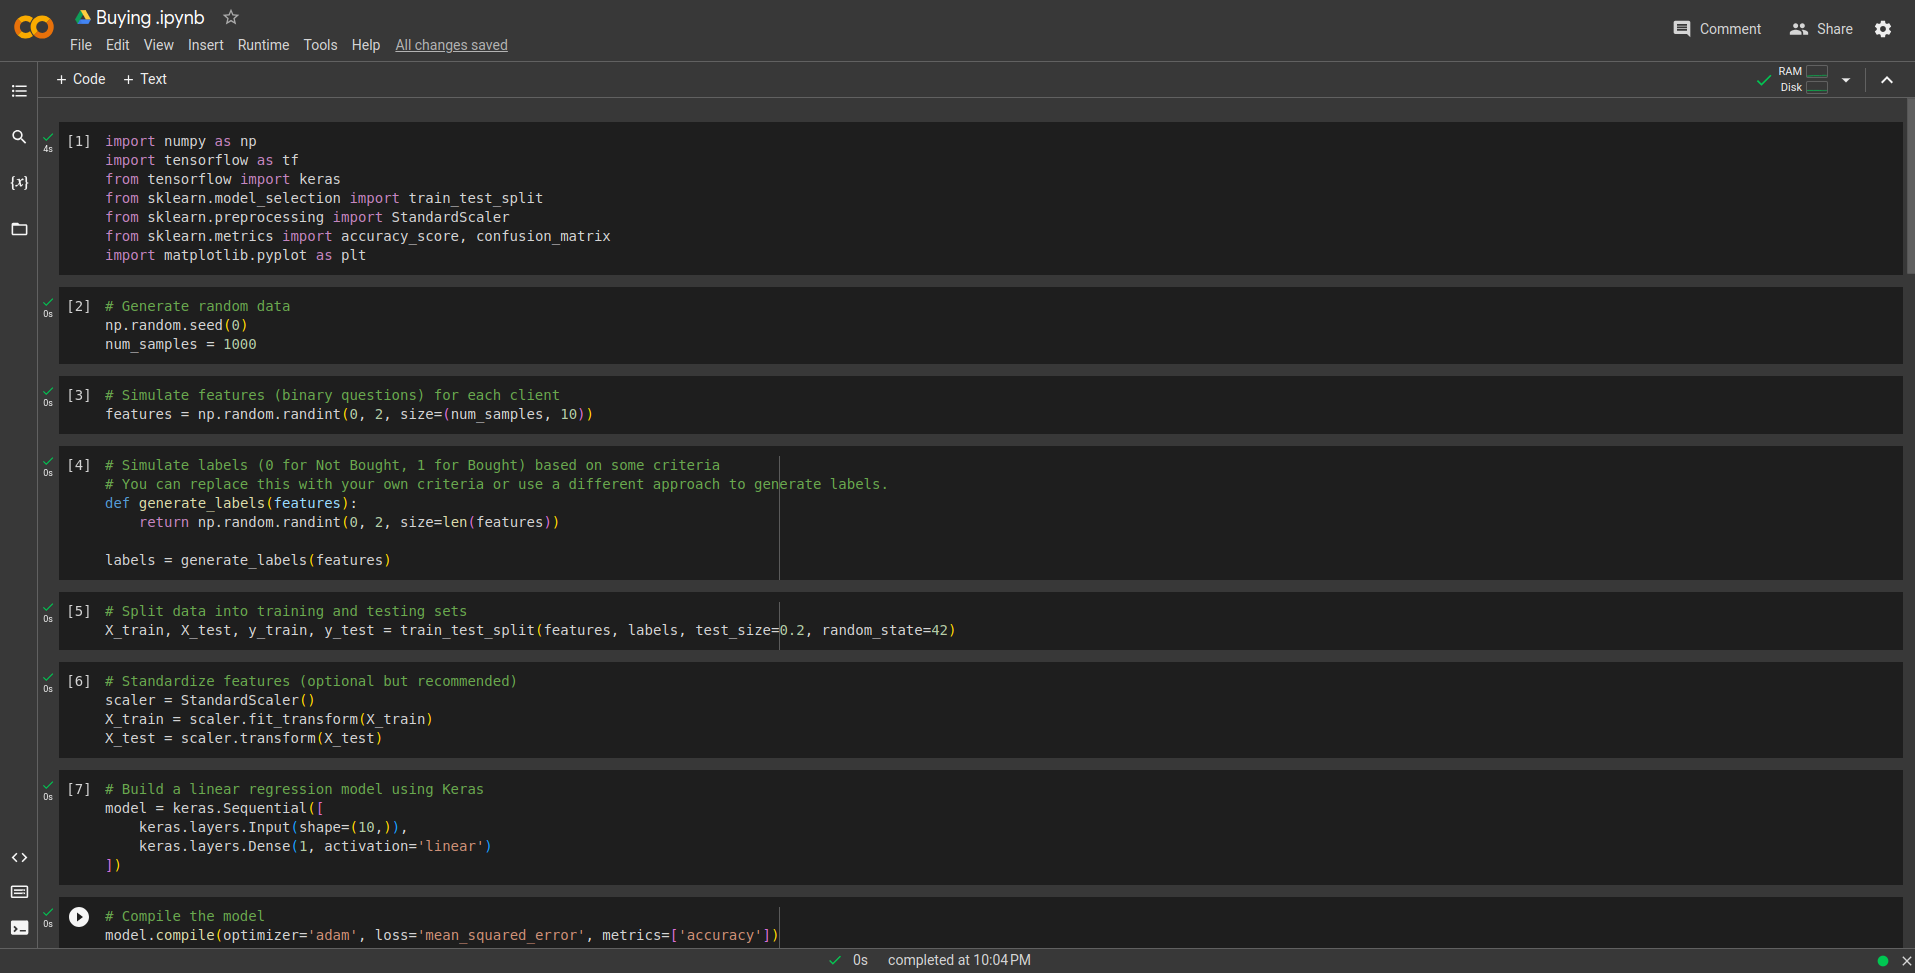 Buying .ipynb
File Edit View Insert Runtime Tools Help All changes saved
Comment Share
+ Code + Text
RAM
Disk
4s
[1] import numpy as np
import tensorflow as tf
from tensorflow import keras
from sklearn.model_selection import train_test_split
from sklearn.preprocessing import StandardScaler
from sklearn.metrics import accuracy_score, confusion_matrix
import matplotlib.pyplot as plt
0s
[2] # Generate random data
np.random.seed(0)
num_samples = 1000
0s
[3] # Simulate features (binary questions) for each client
features = np.random.randint(0, 2, size=(num_samples, 10))
0s
[4] # Simulate labels (0 for Not Bought, 1 for Bought) based on some criteria
# You can replace this with your own criteria or use a different approach to generate labels.
def generate_labels(features):
    return np.random.randint(0, 2, size=len(features))
labels = generate_labels(features)
0s
[5] # Split data into training and testing sets
X_train, X_test, y_train, y_test = train_test_split(features, labels, test_size=0.2, random_state=42)
0s
[6] # Standardize features (optional but recommended)
scaler = StandardScaler()
X_train = scaler.fit_transform(X_train)
X_test = scaler.transform(X_test)
0s
[7] # Build a linear regression model using Keras
model = keras.Sequential([
    keras.layers.Input(shape=(10,)),
    keras.layers.Dense(1, activation='linear')
])
0s
# Compile the model
model.compile(optimizer='adam', loss='mean_squared_error', metrics=['accuracy'])
0s completed at 10:04 PM